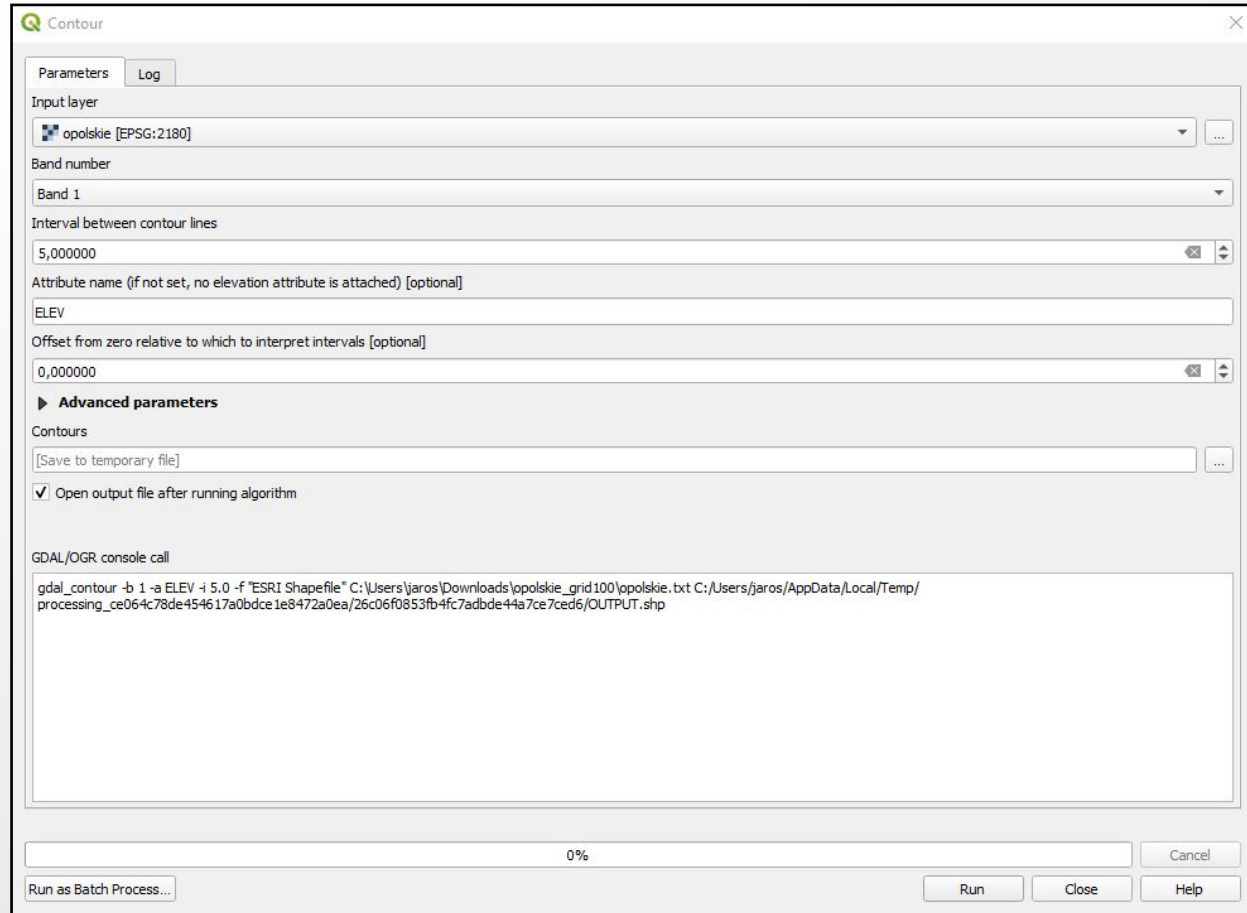 Contour
Parameters
Log
Input layer
opolskie [EPSG:2180]
...
Band number
Band 1
Interval between contour lines
5,000000
Attribute name (if not set, no elevation attribute is attached) [optional]
ELEV
Offset from zero relative to which to interpret intervals [optional]
0,000000
Advanced parameters
Contours
[Save to temporary file]
...
Open output file after running algorithm
GDAL/OGR console call
gdal_contour -b 1 -a ELEV -i 5.0 -f "ESRI Shapefile" C:\Users\jaros\Downloads\opolskie_grid100\opolskie.txt C:/Users/jaros/AppData/Local/Temp/
processing_ce064c78de454617a0bdce1e8472a0ea/26c06f0853fb4fc7adbde44a7ce7ced6/OUTPUT.shp
0%
Cancel
Run as Batch Process...
Run
Close
Help